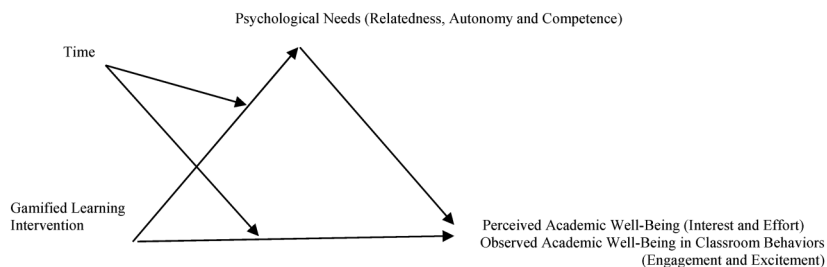 Psychological Needs (Relatedness, Autonomy and Competence)
Time
Gamified Learning
Intervention
Perceived Academic Well-Being (Interest and Effort)
Observed Academic Well-Being in Classroom Behaviors
(Engagement and Excitement)